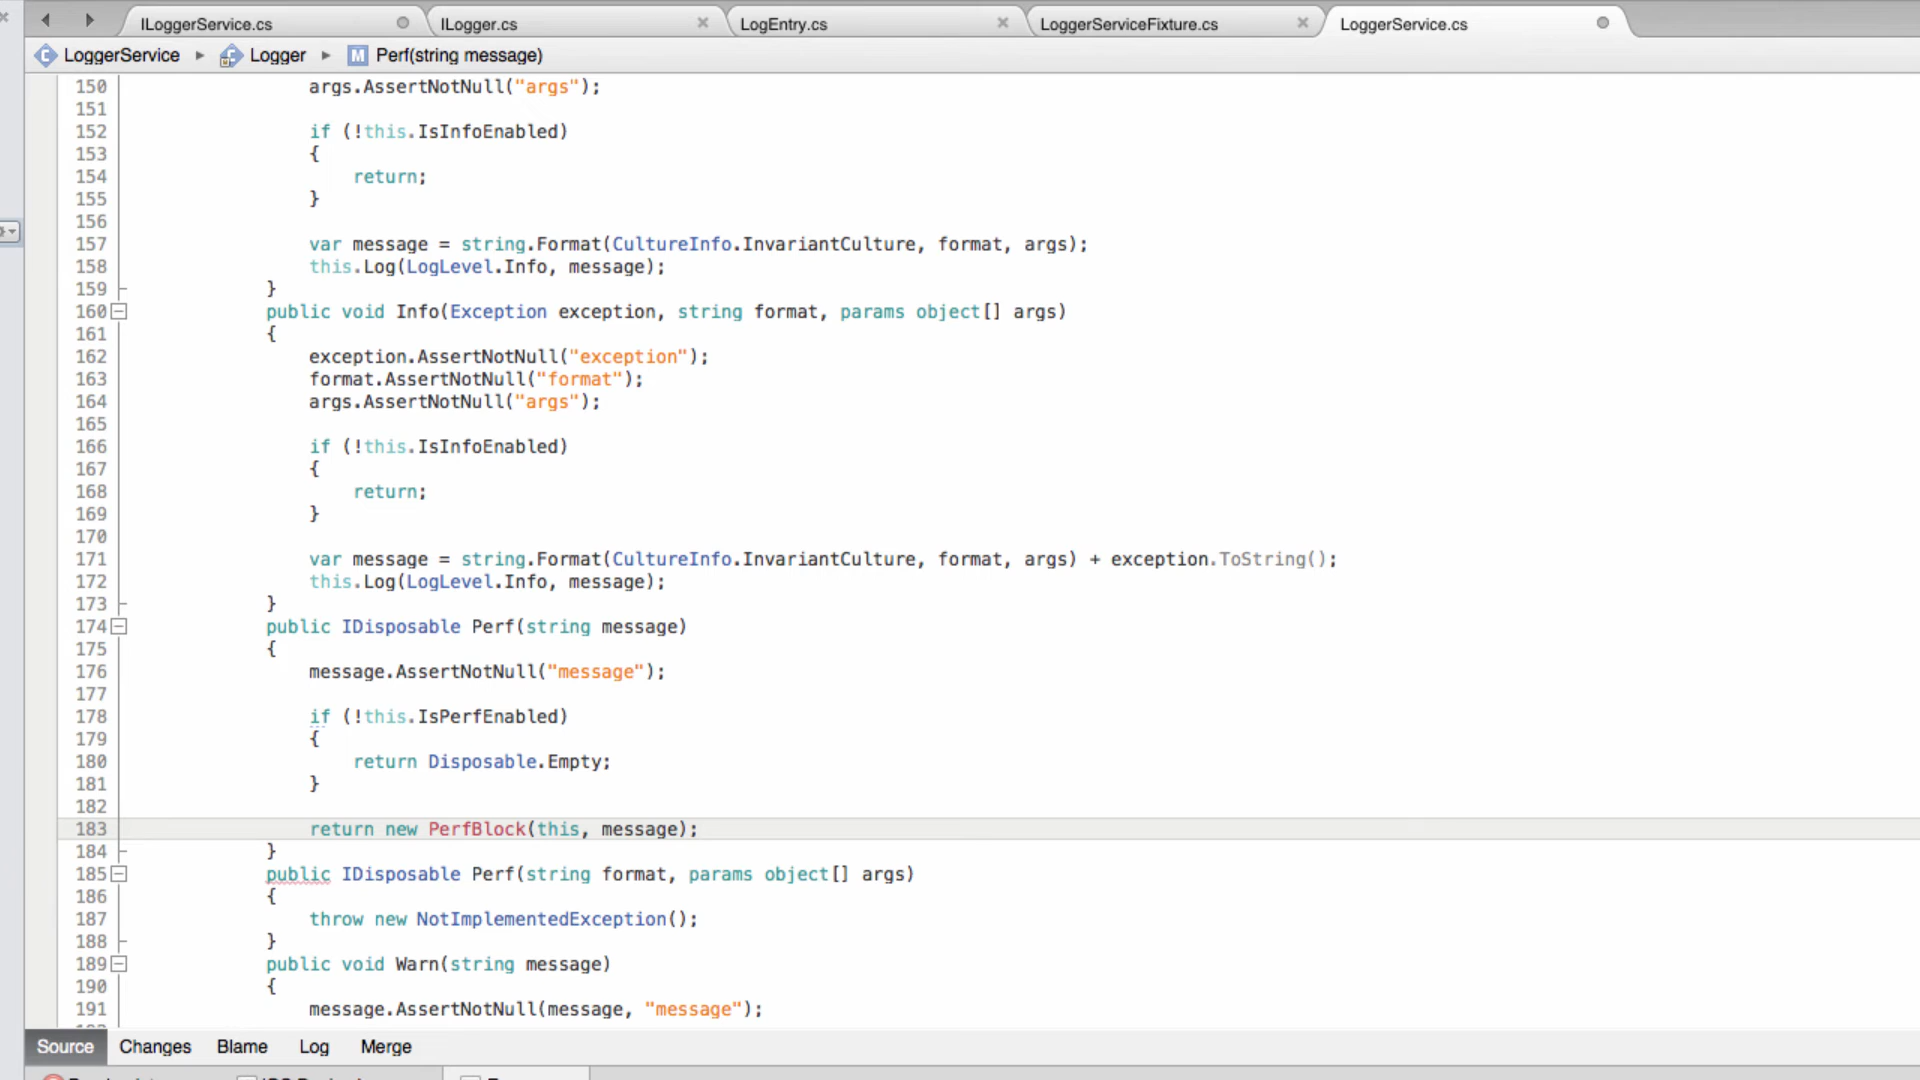 ILoggerService.cs
ILogger.cs
LogEntry.cs
LoggerServiceFixture.cs
LoggerService.cs
LoggerService ▸ Logger ▸ M Perf(string message)
150 args.AssertNotNull("args");
151
152 if (!this.IsInfoEnabled)
153 {
154 return;
155 }
156
157 var message = string.Format(CultureInfo.InvariantCulture, format, args);
158 this.Log(LogLevel.Info, message);
159 }
160 public void Info(Exception exception, string format, params object[] args)
161 {
162 exception.AssertNotNull("exception");
163 format.AssertNotNull("format");
164 args.AssertNotNull("args");
165
166 if (!this.IsInfoEnabled)
167 {
168 return;
169 }
170
171 var message = string.Format(CultureInfo.InvariantCulture, format, args) + exception.ToString();
172 this.Log(LogLevel.Info, message);
173 }
174 public IDisposable Perf(string message)
175 {
176 message.AssertNotNull("message");
177
178 if (!this.IsPerfEnabled)
179 {
180 return Disposable.Empty;
181 }
182
183 return new PerfBlock(this, message);
184 }
185 public IDisposable Perf(string format, params object[] args)
186 {
187 throw new NotImplementedException();
188 }
189 public void Warn(string message)
190 {
191 message.AssertNotNull(message, "message");
Source Changes Blame Log Merge